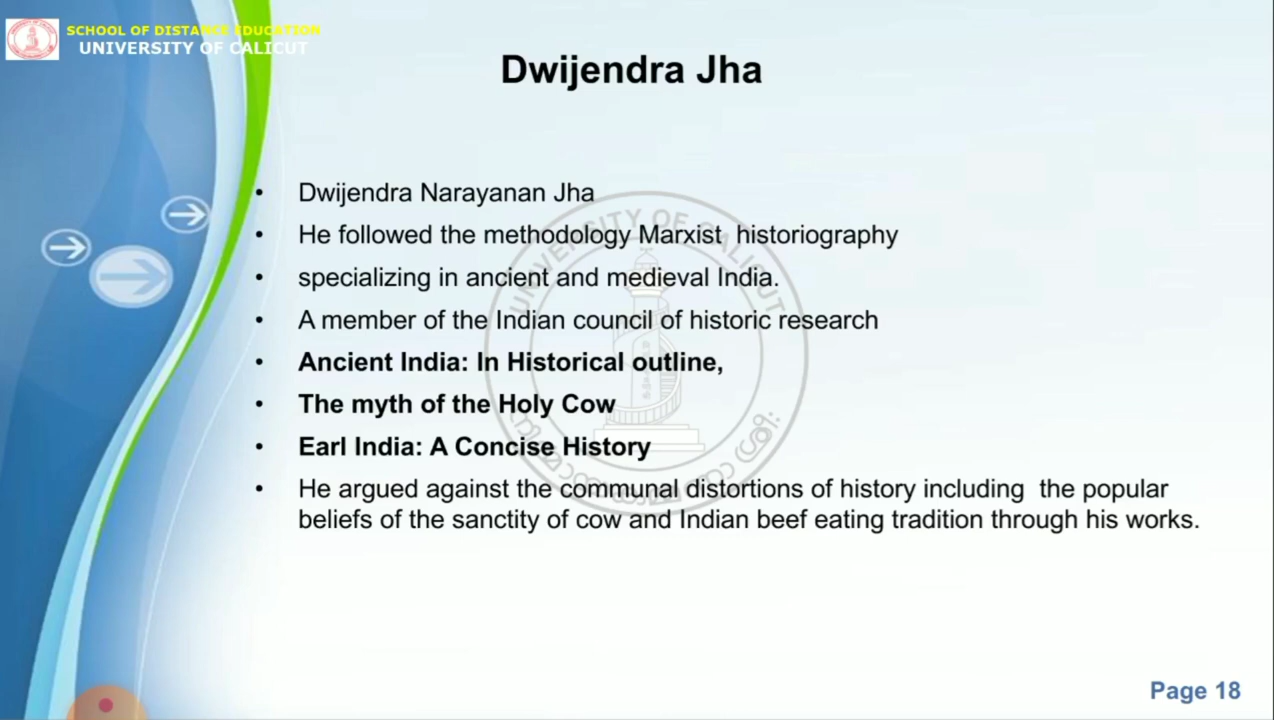 SCHOOL OF DISTANCE EDUCATION
UNIVERSITY OF CALICUT
Dwijendra Jha
• Dwijendra Narayanan Jha
• He followed the methodology Marxist historiography
• specializing in ancient and medieval India.
• A member of the Indian council of historic research
• Ancient India: In Historical outline,
• The myth of the Holy Cow
• Earl India: A Concise History
• He argued against the communal distortions of history including the popular
beliefs of the sanctity of cow and Indian beef eating tradition through his works.
UNIVERSITY OF CALICUT
Page 18